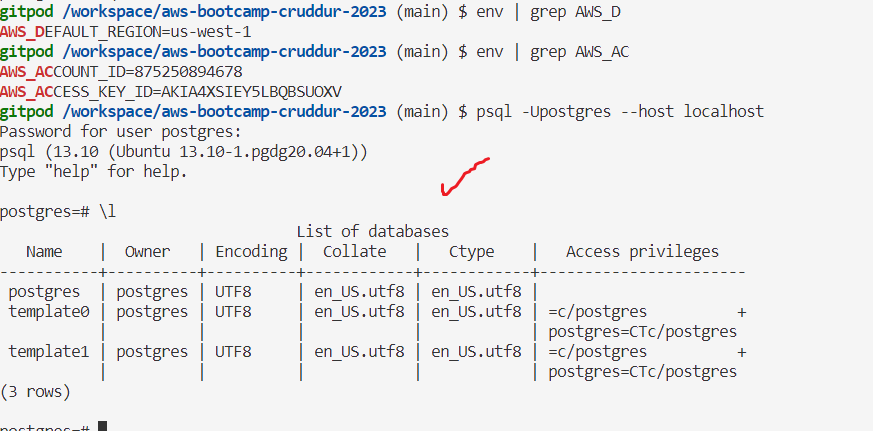 gitpod /workspace/aws-bootcamp-cruddur-2023 (main) $ env | grep AWS_D
AWS_DEFAULT_REGION=us-west-1
gitpod /workspace/aws-bootcamp-cruddur-2023 (main) $ env | grep AWS_AC
AWS_ACCOUNT_ID=875250894678
AWS_ACCESS_KEY_ID=AKIA4XSIEY5LBQBSUOXV
gitpod /workspace/aws-bootcamp-cruddur-2023 (main) $ psql -Upostgres --host localhost
Password for user postgres:
psql (13.10 (Ubuntu 13.10-1.pgdg20.04+1))
Type "help" for help.
postgres=# \l
List of databases
Name | Owner | Encoding | Collate | Ctype | Access privileges
-----------+----------+----------+------------+------------+-----------------------
postgres | postgres | UTF8 | en_US.utf8 | en_US.utf8 |
template0 | postgres | UTF8 | en_US.utf8 | en_US.utf8 | =c/postgres +
| | | | | postgres=CTc/postgres
template1 | postgres | UTF8 | en_US.utf8 | en_US.utf8 | =c/postgres +
| | | | | postgres=CTc/postgres
(3 rows)
postgres=#